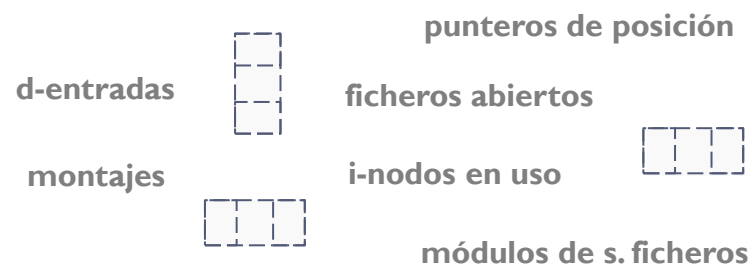 punteros de posición
d-entradas
ficheros abiertos
montajes
i-nodos en uso
módulos de s. ficheros